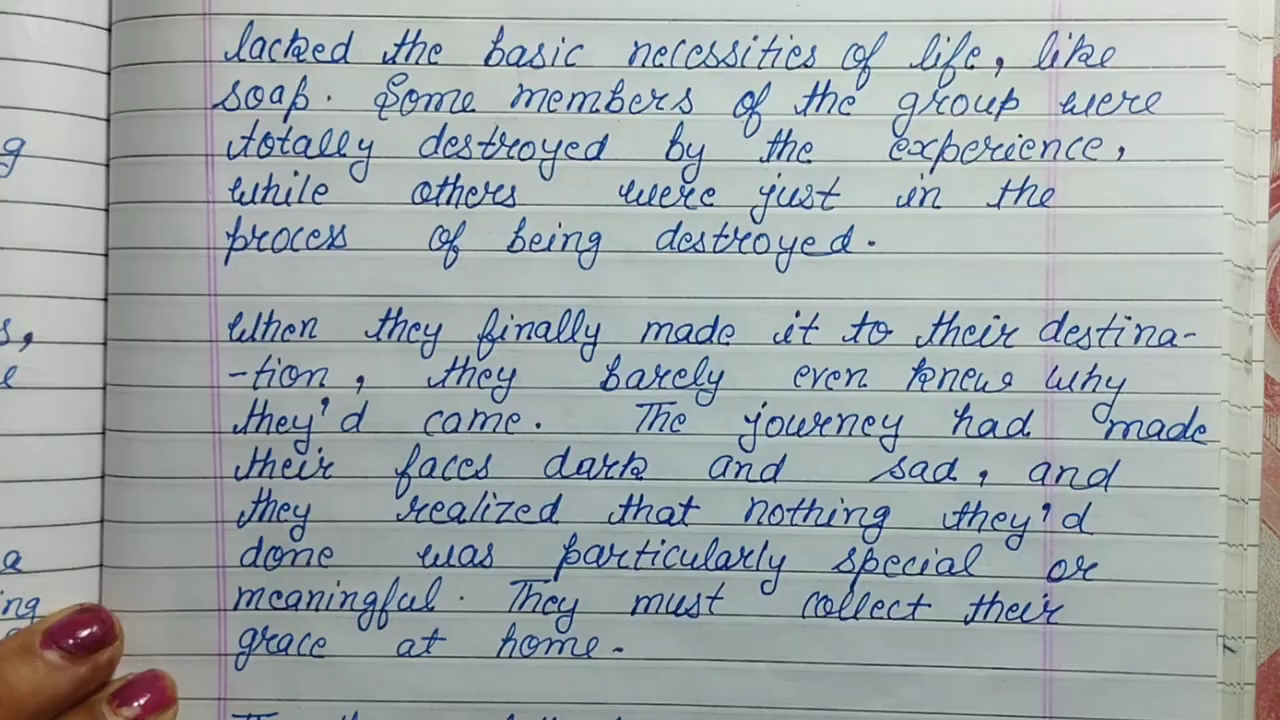 lacked the basic necessities of life, like
soap. Some members of the group were
totally destroyed by the experience,
while others were just in the
process of being destroyed.
When they finally made it to their destina-
-tion, they barely even knew why
they'd came. The journey had made
their faces dark and sad, and
they realized that nothing they'd
done was particularly special or
meaningful. They must collect their
grace at home.
g
s,
e
a
ing